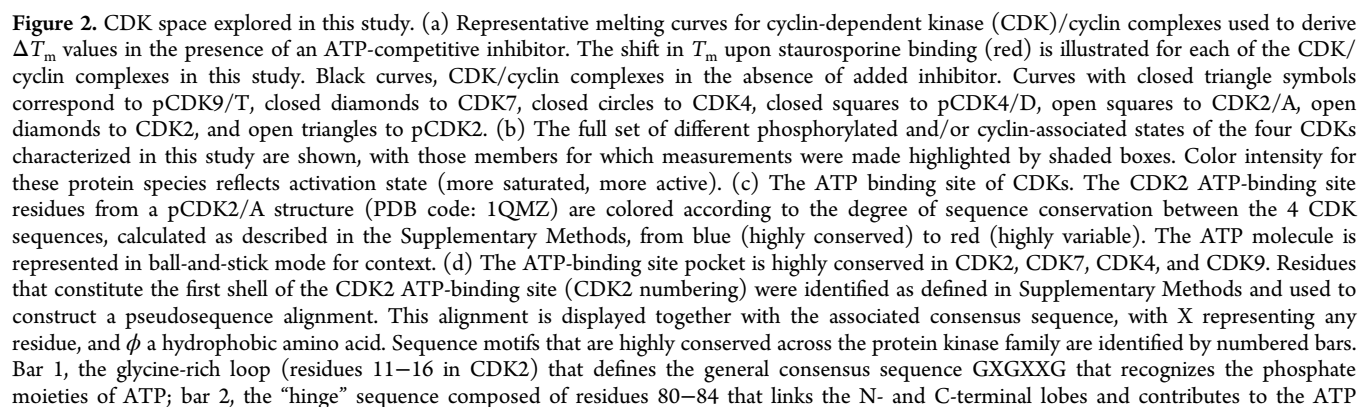 Figure 2. CDK space explored in this study. (a) Representative melting curves for cyclin-dependent kinase (CDK)/cyclin complexes used to derive
ΔTm values in the presence of an ATP-competitive inhibitor. The shift in Tm upon staurosporine binding (red) is illustrated for each of the CDK/
cyclin complexes in this study. Black curves, CDK/cyclin complexes in the absence of added inhibitor. Curves with closed triangle symbols
correspond to pCDK9/T, closed diamonds to CDK7, closed circles to CDK4, closed squares to pCDK4/D, open squares to CDK2/A, open
diamonds to CDK2, and open triangles to pCDK2. (b) The full set of different phosphorylated and/or cyclin-associated states of the four CDKs
characterized in this study are shown, with those members for which measurements were made highlighted by shaded boxes. Color intensity for
these protein species reflects activation state (more saturated, more active). (c) The ATP binding site of CDKs. The CDK2 ATP-binding site
residues from a pCDK2/A structure (PDB code: 1QMZ) are colored according to the degree of sequence conservation between the 4 CDK
sequences, calculated as described in the Supplementary Methods, from blue (highly conserved) to red (highly variable). The ATP molecule is
represented in ball-and-stick mode for context. (d) The ATP-binding site pocket is highly conserved in CDK2, CDK7, CDK4, and CDK9. Residues
that constitute the first shell of the CDK2 ATP-binding site (CDK2 numbering) were identified as defined in Supplementary Methods and used to
construct a pseudosequence alignment. This alignment is displayed together with the associated consensus sequence, with X representing any
residue, and ϕ a hydrophobic amino acid. Sequence motifs that are highly conserved across the protein kinase family are identified by numbered bars.
Bar 1, the glycine-rich loop (residues 11−16 in CDK2) that defines the general consensus sequence GXGXXG that recognizes the phosphate
moieties of ATP; bar 2, the “hinge” sequence composed of residues 80−84 that links the N- and C-terminal lobes and contributes to the ATP